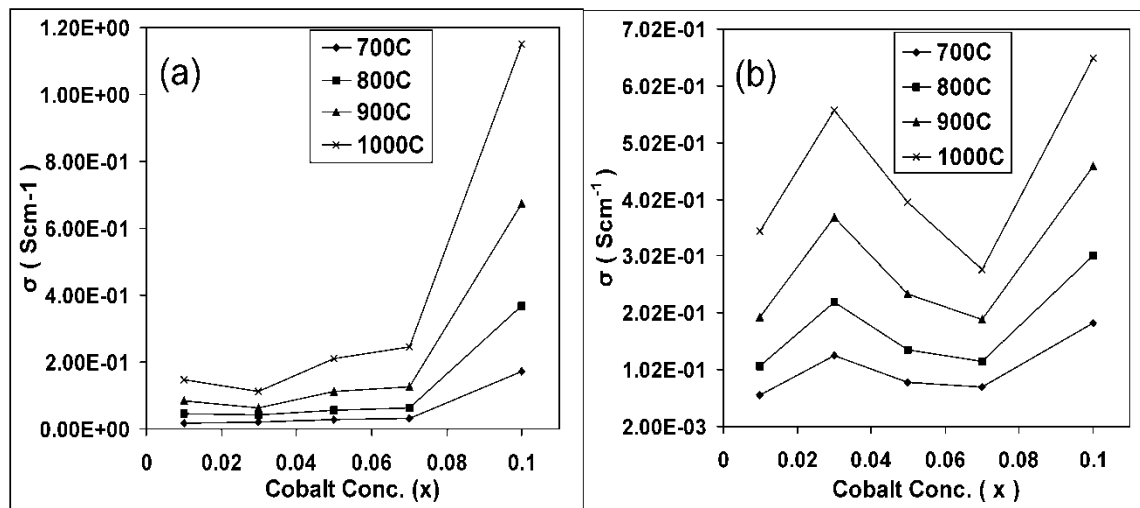 (a)
700C
800C
900C
1000C
1.20E+00
1.00E+00
8.00E-01
6.00E-01
4.00E-01
2.00E-01
0.00E+00
σ ( Scm-1 )
0 0.02 0.04 0.06 0.08 0.1
Cobalt Conc. (x)
(b)
700C
800C
900C
1000C
7.02E-01
6.02E-01
5.02E-01
4.02E-01
3.02E-01
2.02E-01
1.02E-01
2.00E-03
σ ( Scm⁻¹ )
0 0.02 0.04 0.06 0.08 0.1
Cobalt Conc. ( x )